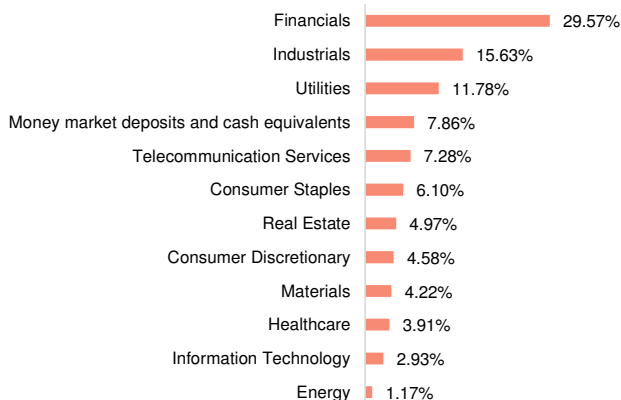 Financials 29.57%
Industrials 15.63%
Utilities 11.78%
Money market deposits and cash equivalents 7.86%
Telecommunication Services 7.28%
Consumer Staples 6.10%
Real Estate 4.97%
Consumer Discretionary 4.58%
Materials 4.22%
Healthcare 3.91%
Information Technology 2.93%
Energy 1.17%